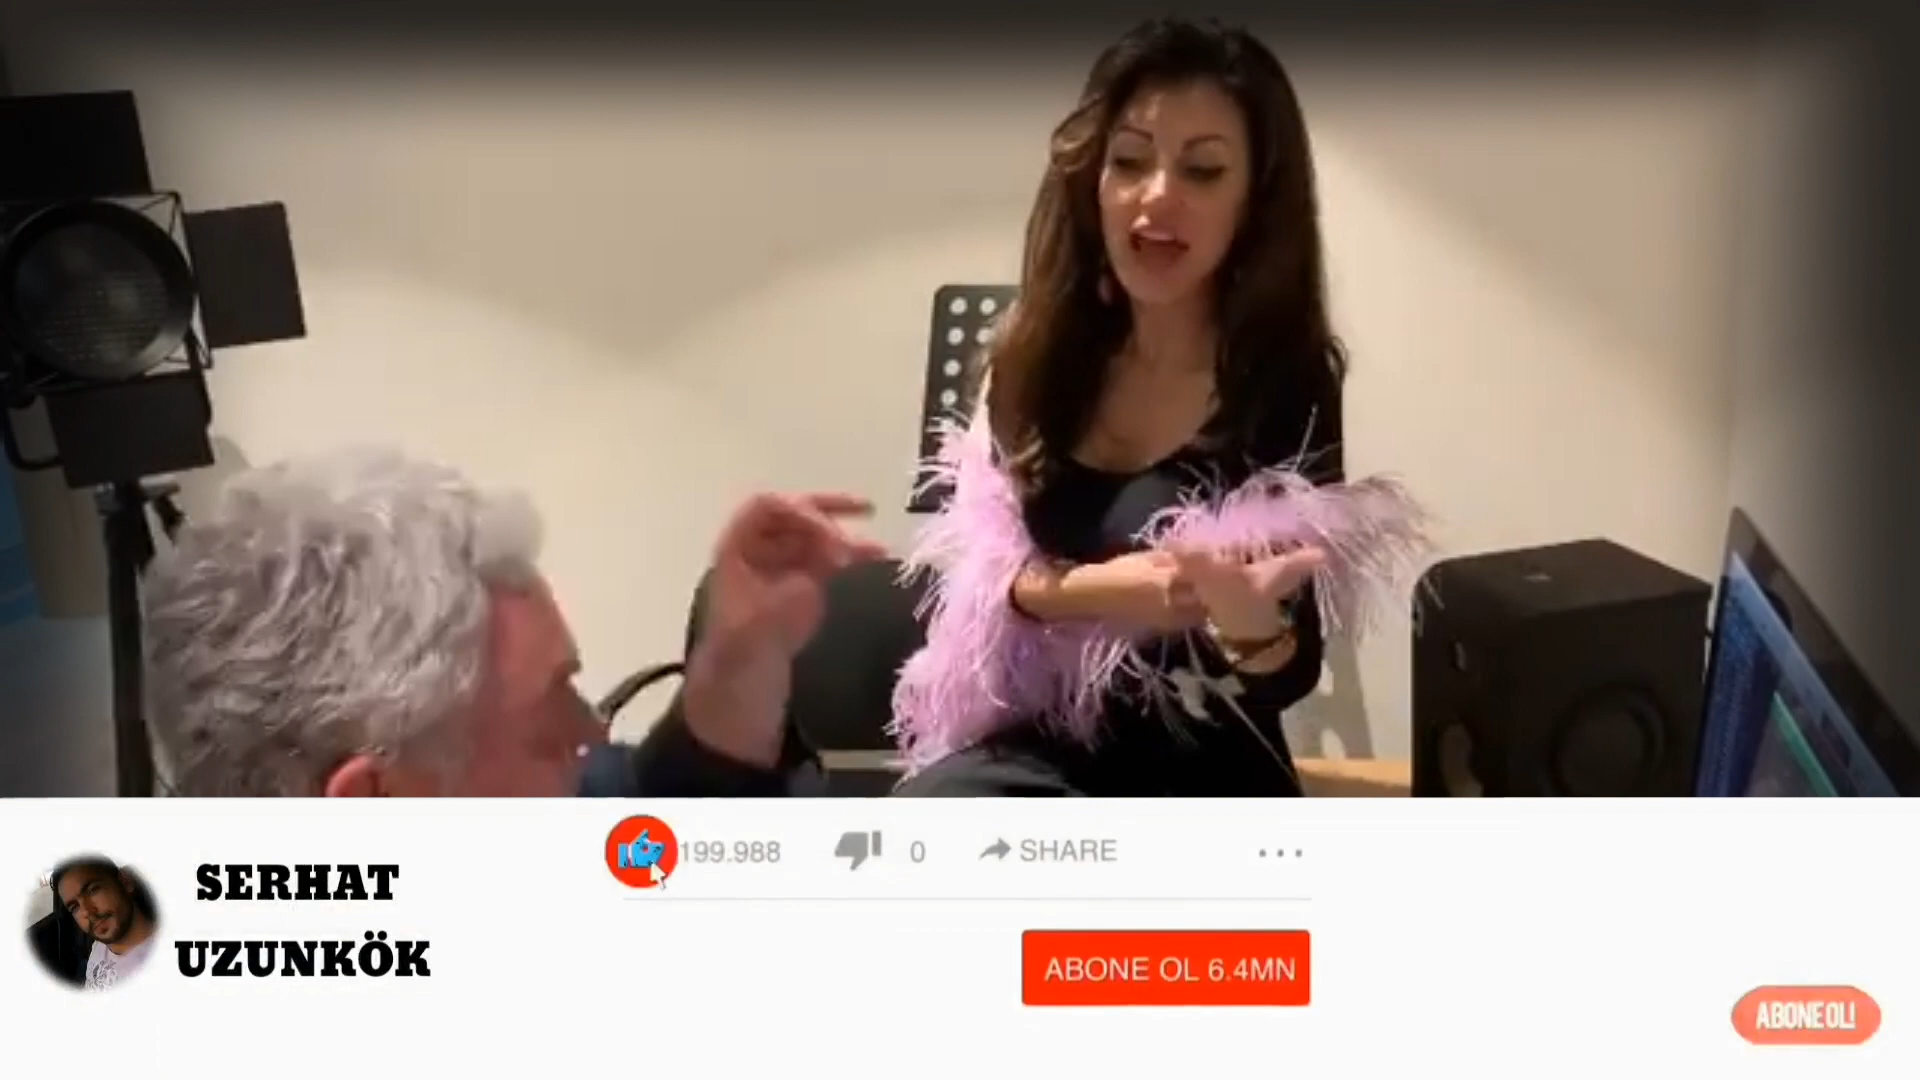 199.988
0
SHARE
SERHAT
UZUNKÖK
ABONE OL 6.4MN
ABONE OL!